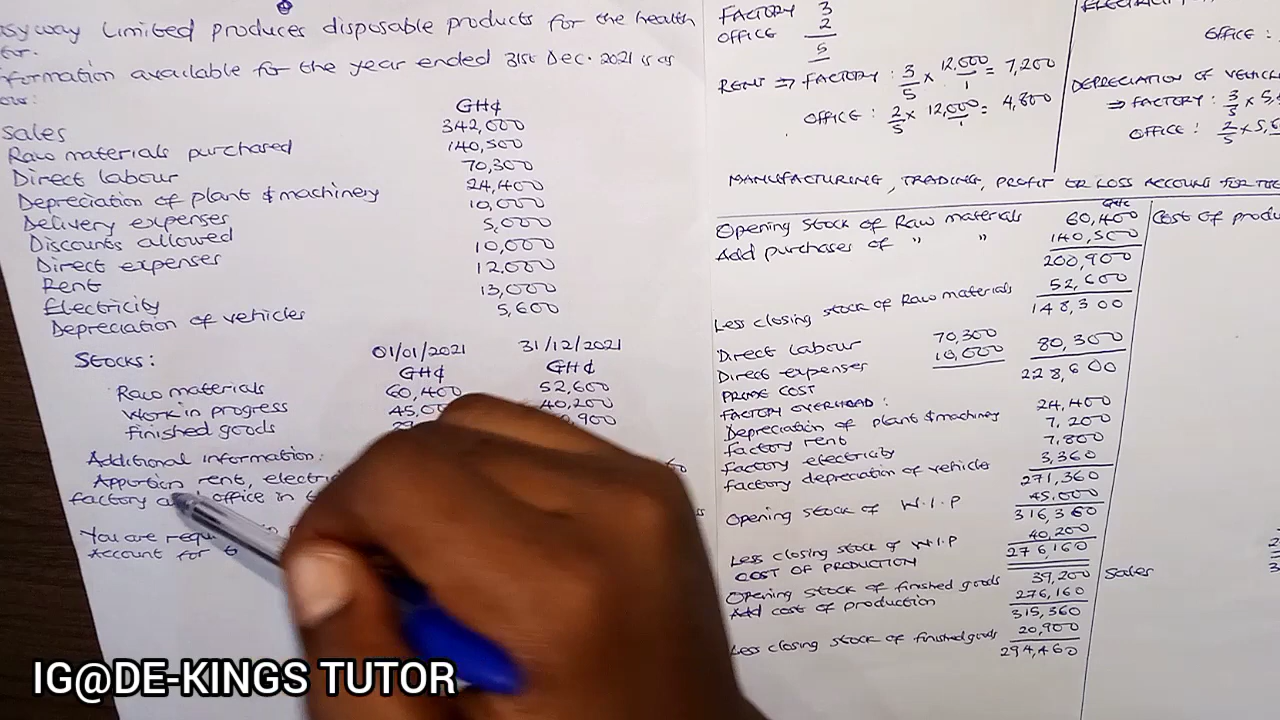 syway Limited produces disposable products for the health
tor.
nformation available for the year ended 31st Dec. 2021 is as
ows:
GH¢
Sales 342,000
Raw materials purchased 140,500
Direct labour 70,300
Depreciation of plant & machinery 24,400
Delivery expenses 10,000
Discounts allowed 5,000
Direct expenses 10,000
Rent 12,000
Electricity 13,000
Depreciation of vehicles 5,600
Stocks: 01/01/2021 31/12/2021
GH¢ GH¢
Raw materials 60,400 52,600
Work in progress 45,00 40,200
finished goods ,900
Additional information:
Apportion rent, electri
factory office in
You are requ
Account for
FACTORY 3
OFFICE 2
5
RENT ⇒ FACTORY: 3/5 × 12,000/1 = 7,200
OFFICE: 2/5 × 12,000/1 = 4,800
OFFICE:
DEPRECIATION OF VEHICL
⇒ FACTORY: 3/5 × 5,
OFFICE: 2/5 × 5,6
MANUFACTURING, TRADING, PROFIT OR LOSS ACCOUNT FOR THE
GH¢
Opening stock of Raw materials 60,400 Cost of produ
Add purchases of " " 140,500
200,900
Less closing stock of Raw materials 52,600
148,300
Direct labour 70,300
Direct expenses 10,000 80,300
PRIME COST 228,600
FACTORY OVERHEAD:
Depreciation of plant & machinery 24,400
factory rent 7,200
factory electricity 7,800
factory depreciation of vehicle 3,360
271,360
Opening stock of W.I.P 45,000
316,360
Less closing stock of W.I.P 40,200
COST OF PRODUCTION 276,160
Opening stock of finished goods 39,200 Sales
Add cost of production 276,160
315,360
Less closing stock of finished goods 20,900
294,460
IG@DE-KINGS TUTOR